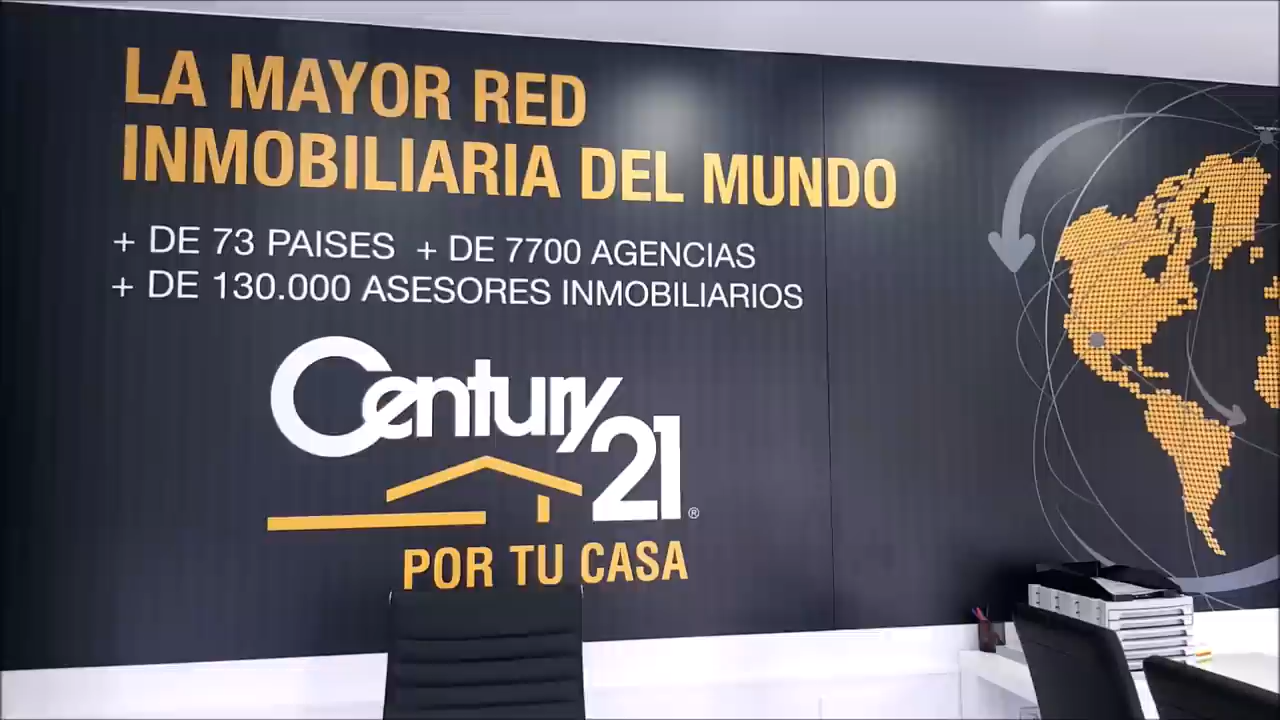 LA MAYOR RED
INMOBILIARIA DEL MUNDO
+ DE 73 PAISES + DE 7700 AGENCIAS
+ DE 130.000 ASESORES INMOBILIARIOS
Century
21®
POR TU CASA